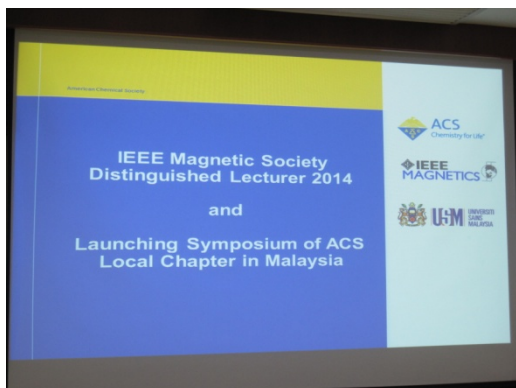 American Chemical Society
IEEE Magnetic Society
Distinguished Lecturer 2014
and
Launching Symposium of ACS
Local Chapter in Malaysia
ACS
Chemistry for Life®
IEEE
MAGNETICS
USM
UNIVERSITI
SAINS
MALAYSIA